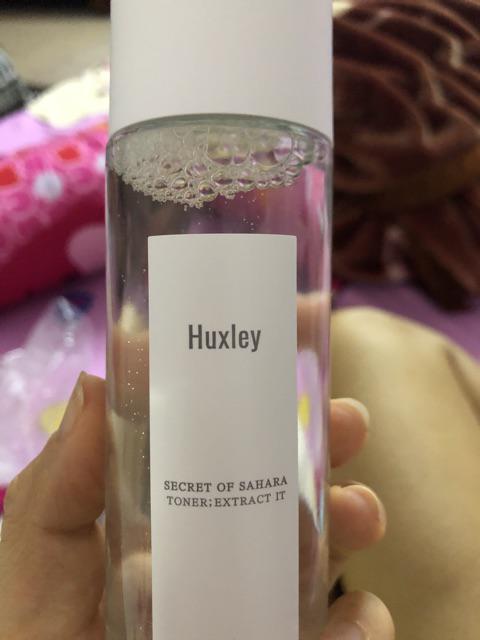 Huxley
SECRET OF SAHARA
TONER;EXTRACT IT